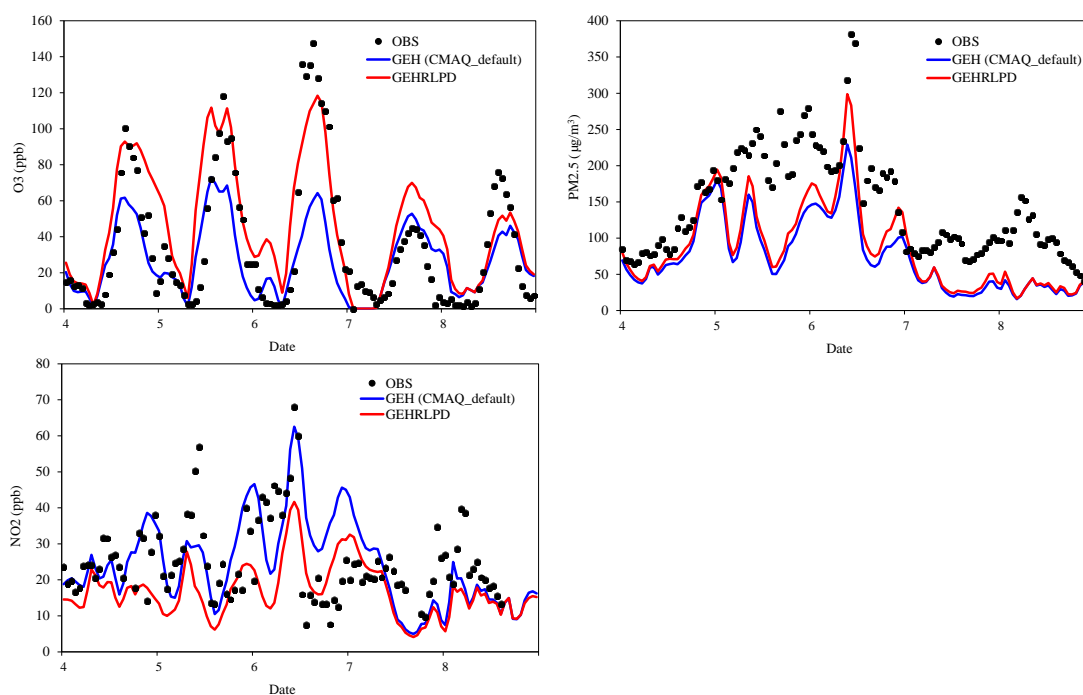 160
140
120
100
80
60
40
20
0
O3 (ppb)
OBS
GEH (CMAQ_default)
GEHRLPD
4 5 6 7 8
Date
400
350
300
250
200
150
100
50
0
PM2.5 (μg/m³)
OBS
GEH (CMAQ_default)
GEHRLPD
4 5 6 7 8
Date
80
70
60
50
40
30
20
10
0
NO2 (ppb)
OBS
GEH (CMAQ_default)
GEHRLPD
4 5 6 7 8
Date